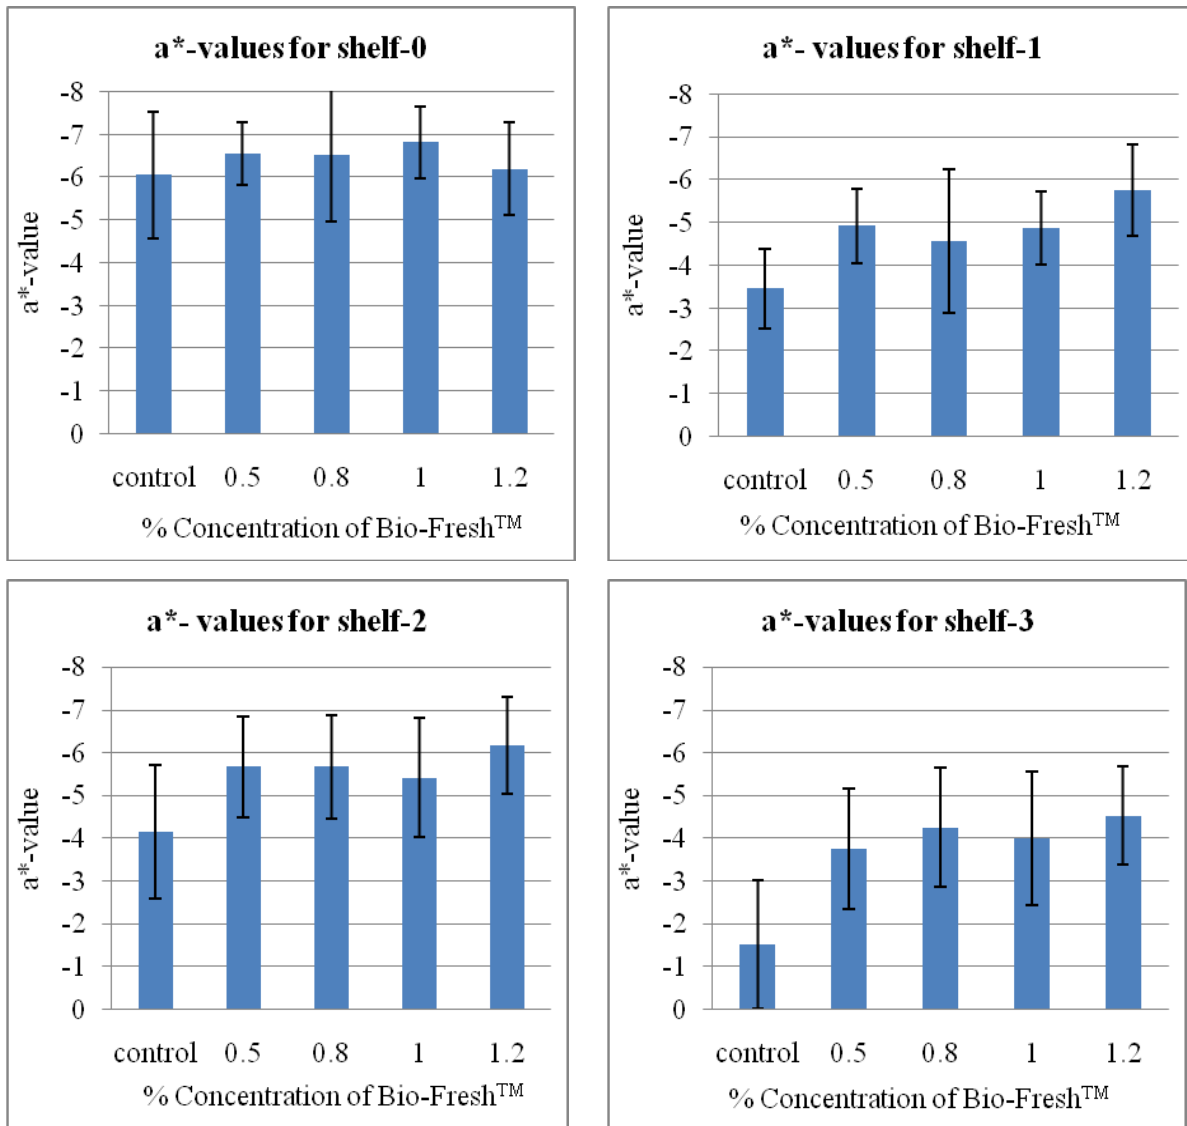 a*-values for shelf-0
a*-value
-8
-7
-6
-5
-4
-3
-2
-1
0
control 0.5 0.8 1 1.2
% Concentration of Bio-Fresh™
a*- values for shelf-1
a*-value
-8
-7
-6
-5
-4
-3
-2
-1
0
control 0.5 0.8 1 1.2
% Concentration of Bio-Fresh™
a*- values for shelf-2
a*-value
-8
-7
-6
-5
-4
-3
-2
-1
0
control 0.5 0.8 1 1.2
% Concentration of Bio-Fresh™
a*-values for shelf-3
a*-value
-8
-7
-6
-5
-4
-3
-2
-1
0
control 0.5 0.8 1 1.2
% Concentration of Bio-Fresh™